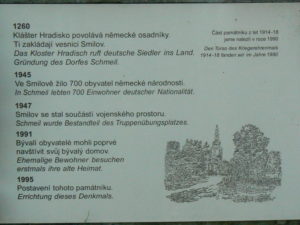 1260
Klášter Hradisko povolává německé osadníky.
Ti zakládají vesnici Smilov.
Das Kloster Hradisch ruft deutsche Siedler ins Land.
Gründung des Dorfes Schmeil.
1945
Ve Smilově žilo 700 obyvatel německé národnosti.
In Schmeil lebten 700 Einwohner deutscher Nationalität.
1947
Smilov se stal součástí vojenského prostoru.
Schmeil wurde Bestandteil des Truppenübungsplatzes.
1991
Bývalí obyvatelé mohli poprvé
navštívit svůj bývalý domov.
Ehemalige Bewohner besuchen
erstmals ihre alte Heimat.
1995
Postavení tohoto památníku.
Errichtung dieses Denkmals.
Část památníku z let 1914-18
jsme nalezli v roce 1990
Den Torso des Kriegerehrenmals
1914-18 fanden wir im Jahre 1990